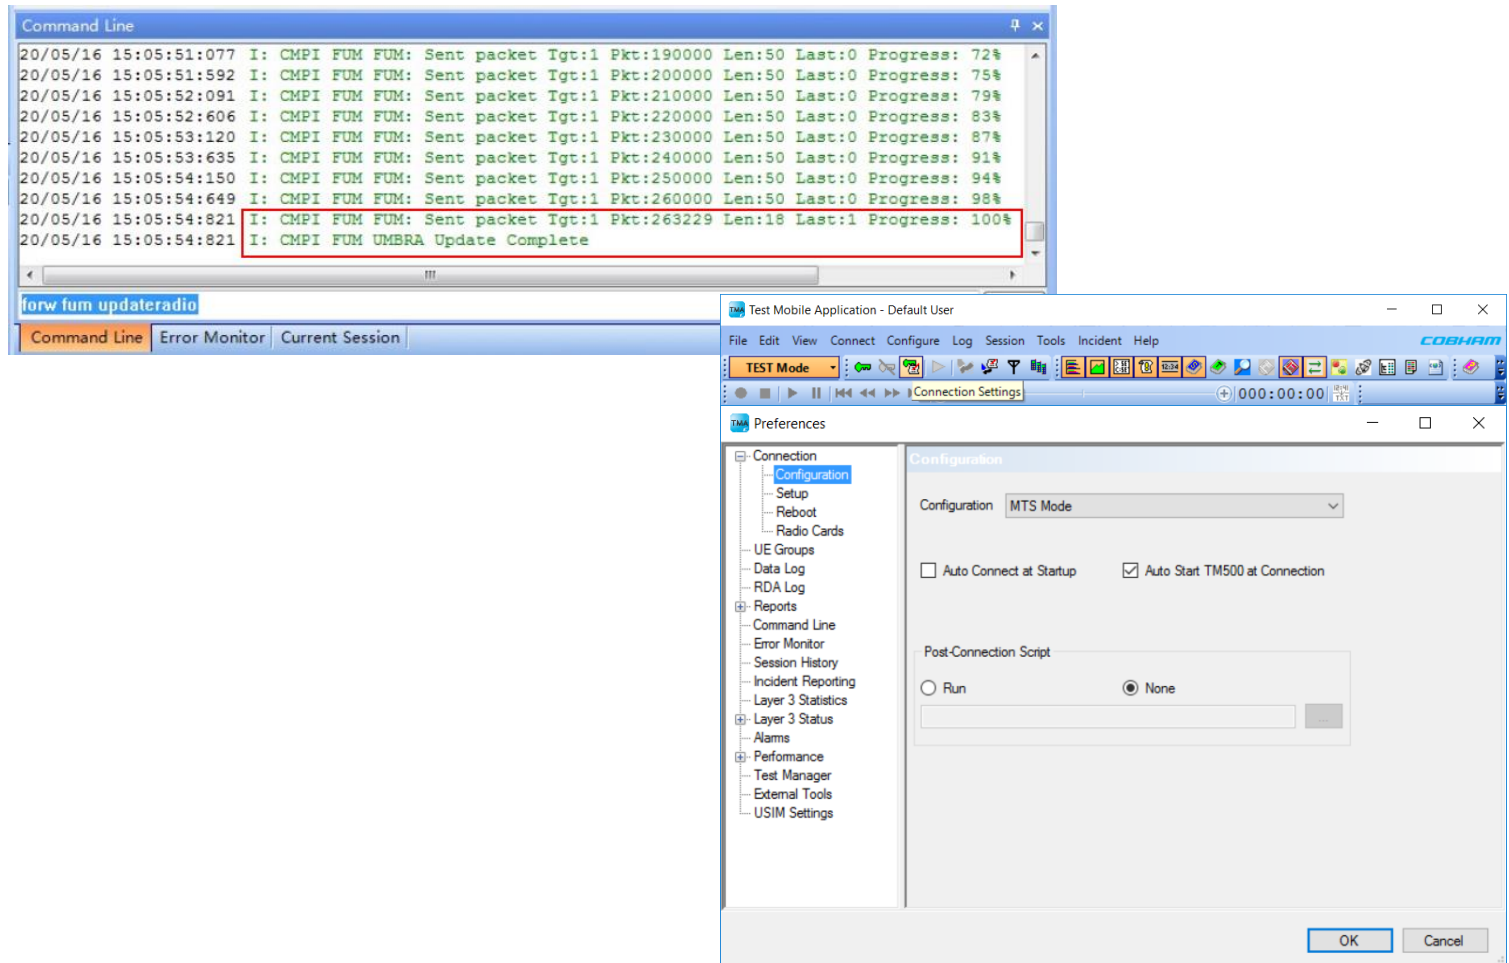 Command Line
20/05/16 15:05:51:077 I: CMPI FUM FUM: Sent packet Tgt:1 Pkt:190000 Len:50 Last:0 Progress: 72%
20/05/16 15:05:51:592 I: CMPI FUM FUM: Sent packet Tgt:1 Pkt:200000 Len:50 Last:0 Progress: 75%
20/05/16 15:05:52:091 I: CMPI FUM FUM: Sent packet Tgt:1 Pkt:210000 Len:50 Last:0 Progress: 79%
20/05/16 15:05:52:606 I: CMPI FUM FUM: Sent packet Tgt:1 Pkt:220000 Len:50 Last:0 Progress: 83%
20/05/16 15:05:53:120 I: CMPI FUM FUM: Sent packet Tgt:1 Pkt:230000 Len:50 Last:0 Progress: 87%
20/05/16 15:05:53:635 I: CMPI FUM FUM: Sent packet Tgt:1 Pkt:240000 Len:50 Last:0 Progress: 91%
20/05/16 15:05:54:150 I: CMPI FUM FUM: Sent packet Tgt:1 Pkt:250000 Len:50 Last:0 Progress: 94%
20/05/16 15:05:54:649 I: CMPI FUM FUM: Sent packet Tgt:1 Pkt:260000 Len:50 Last:0 Progress: 98%
20/05/16 15:05:54:821 I: CMPI FUM FUM: Sent packet Tgt:1 Pkt:263229 Len:18 Last:1 Progress: 100%
20/05/16 15:05:54:821 I: CMPI FUM UMBRA Update Complete
forw fum updateradio
Command Line Error Monitor Current Session
TMA Test Mobile Application - Default User
File Edit View Connect Configure Log Session Tools Incident Help COBHAM
TEST Mode
Connection Settings
000:00:00
TMA Preferences
Connection
Configuration
Setup
Reboot
Radio Cards
UE Groups
Data Log
RDA Log
Reports
Command Line
Error Monitor
Session History
Incident Reporting
Layer 3 Statistics
Layer 3 Status
Alarms
Performance
Test Manager
External Tools
USIM Settings
Configuration
Configuration MTS Mode
Auto Connect at Startup Auto Start TM500 at Connection
Post-Connection Script
Run None
...
OK Cancel